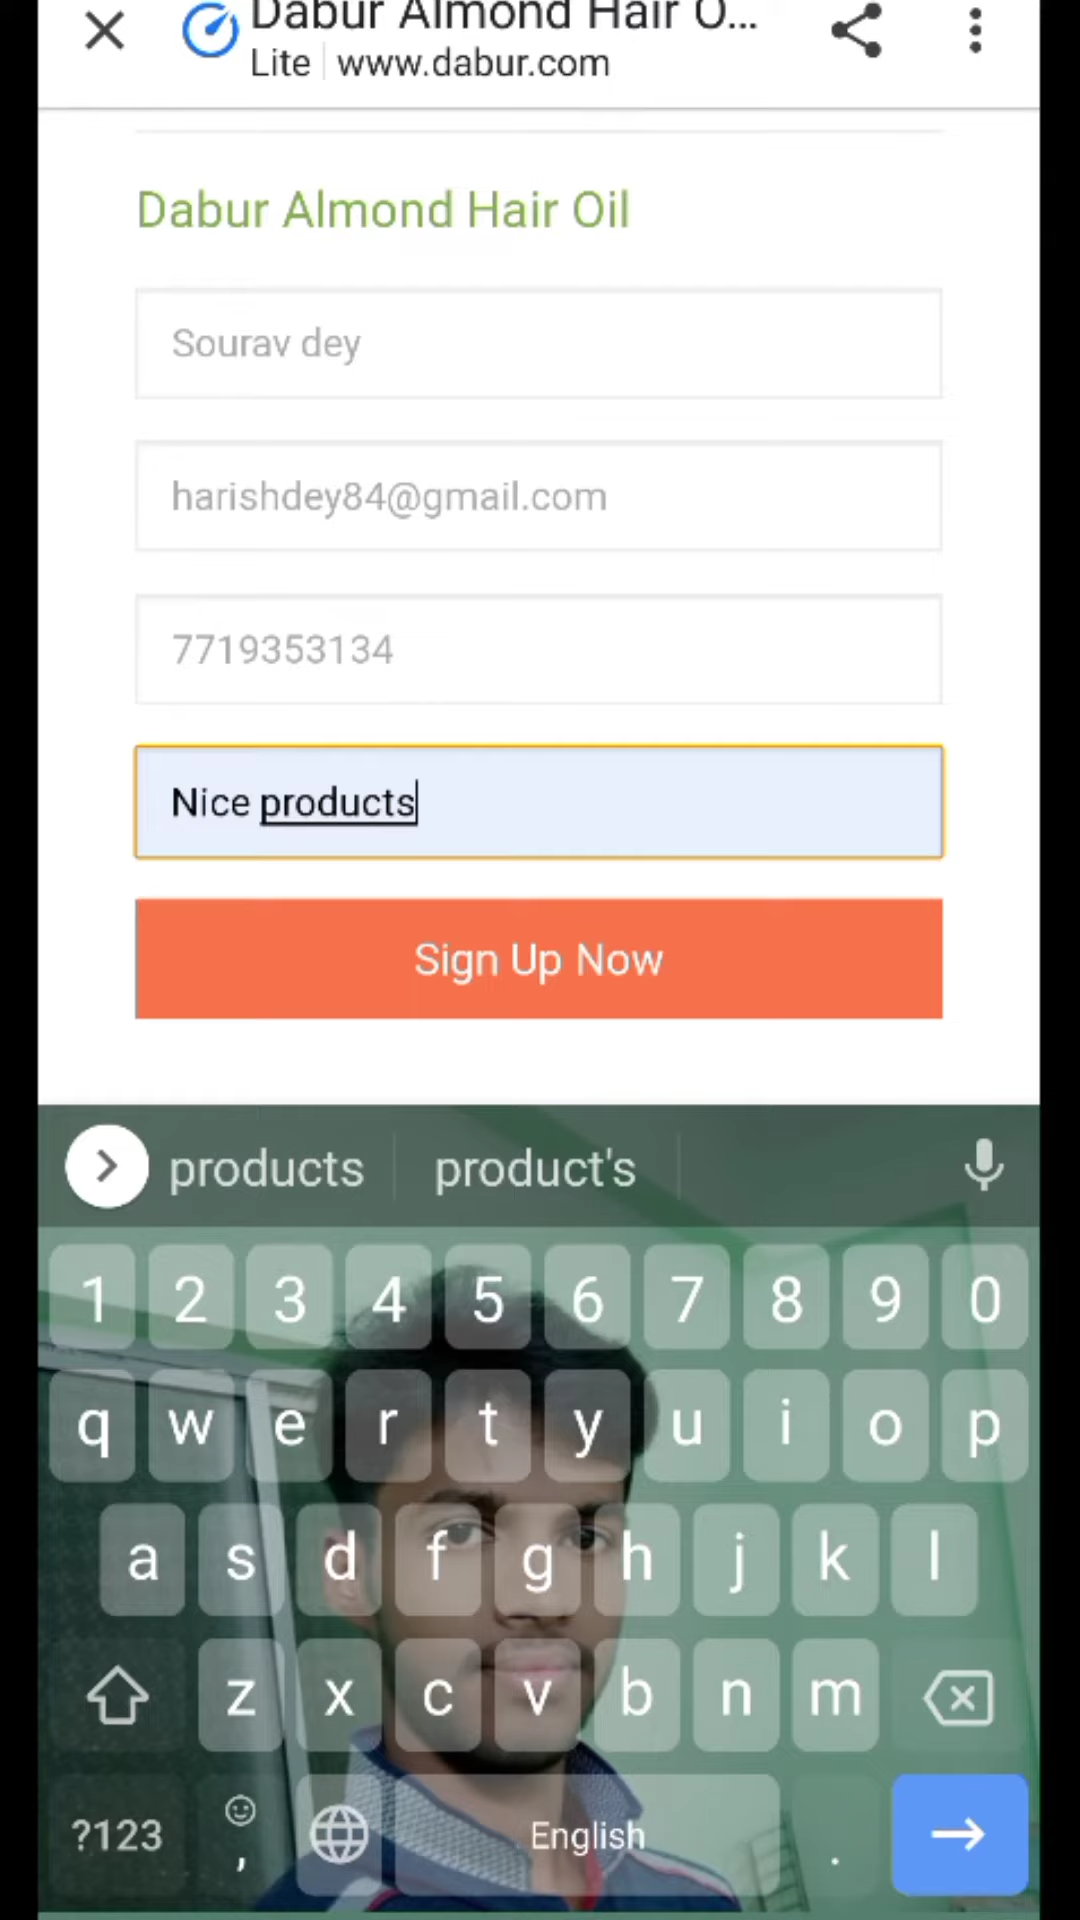 Dabur Almond Hair O...
Lite www.dabur.com
Dabur Almond Hair Oil
Sourav dey
harishdey84@gmail.com
7719353134
Nice products
Sign Up Now
products product's
1 2 3 4 5 6 7 8 9 0
q w e r t y u i o p
a s d f g h j k l
z x c v b n m
?123 , English .